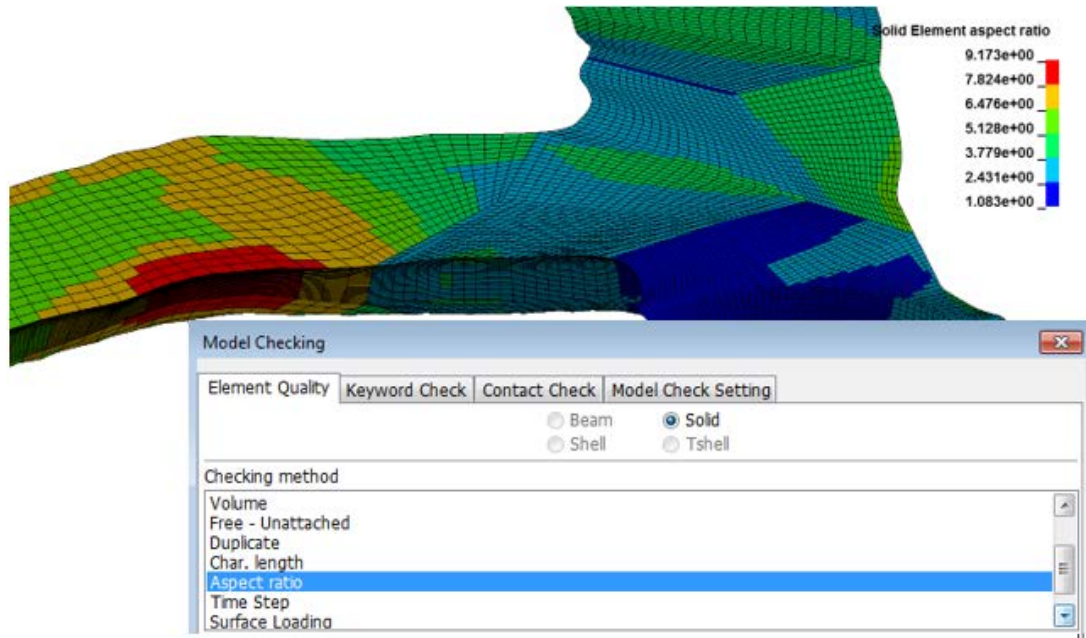 Solid Element aspect ratio
9.173e+00
7.824e+00
6.476e+00
5.128e+00
3.779e+00
2.431e+00
1.083e+00
Model Checking
Element Quality Keyword Check Contact Check Model Check Setting
Beam Solid
Shell Tshell
Checking method
Volume
Free - Unattached
Duplicate
Char. length
Aspect ratio
Time Step
Surface Loading